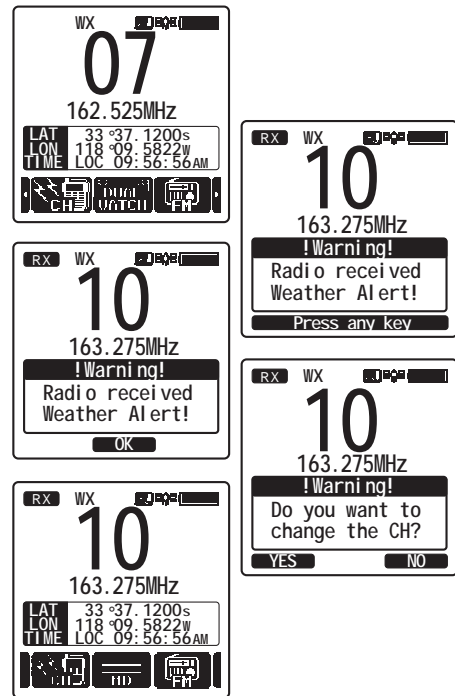 WX
07
162.525MHz
LAT 33 °37.1200S
LON 118 °09.5822W
TIME LOC 09:56:56AM
CH DUAL WATCH FM
RX WX
10
163.275MHz
!Warning!
Radio received
Weather Alert!
OK
RX WX
10
163.275MHz
LAT 33 °37.1200S
LON 118 °09.5822W
TIME LOC 09:56:56AM
CH HD FM
RX WX
10
163.275MHz
!Warning!
Radio received
Weather Alert!
Press any key
RX WX
10
163.275MHz
!Warning!
Do you want to
change the CH?
YES NO